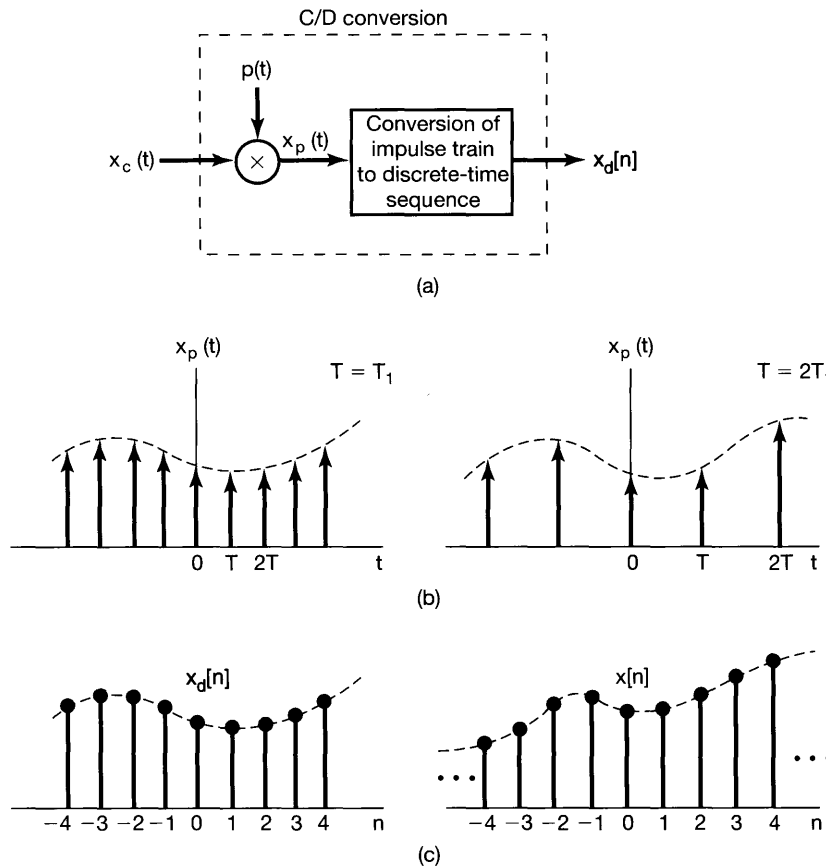 C/D conversion
p(t)
x_c (t)
×
x_p (t)
Conversion of
impulse train
to discrete-time
sequence
x_d[n]
(a)
x_p (t)
T = T_1
0 T 2T t
x_p (t)
T = 2T
0 T 2T t
(b)
x_d[n]
-4 -3 -2 -1 0 1 2 3 4 n
x[n]
••• •••
-4 -3 -2 -1 0 1 2 3 4 n
(c)